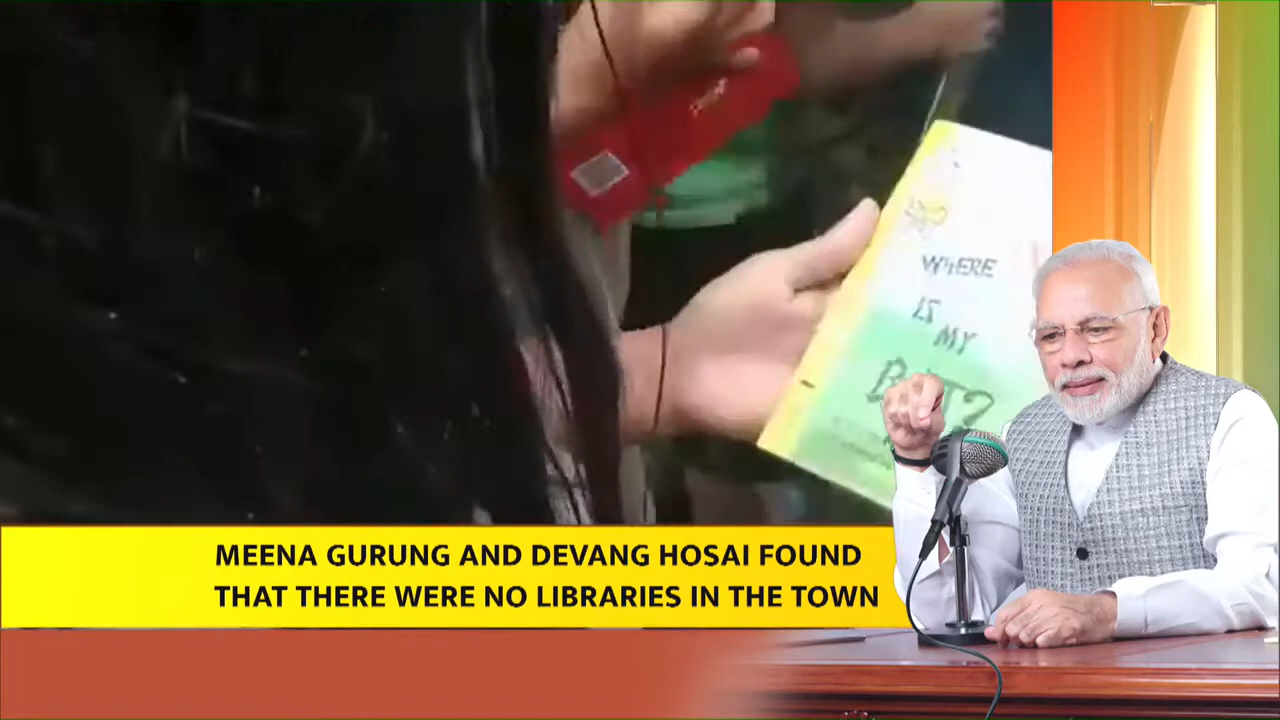 WHERE
IS
MY
MEENA GURUNG AND DEVANG HOSAI FOUND
THAT THERE WERE NO LIBRARIES IN THE TOWN